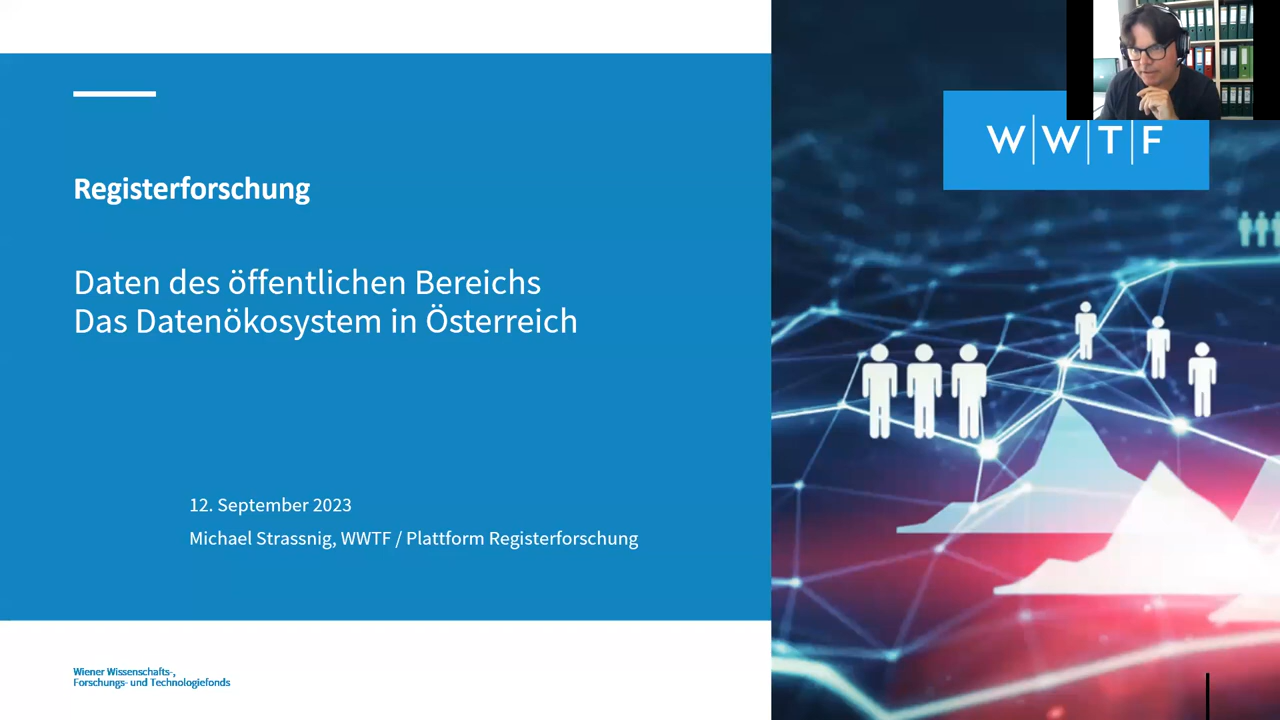 Registerforschung
Daten des öffentlichen Bereichs
Das Datenökosystem in Österreich
12. September 2023
Michael Strassnig, WWTF / Plattform Registerforschung
Wiener Wissenschafts-,
Forschungs- und Technologiefonds
W|W|T|F